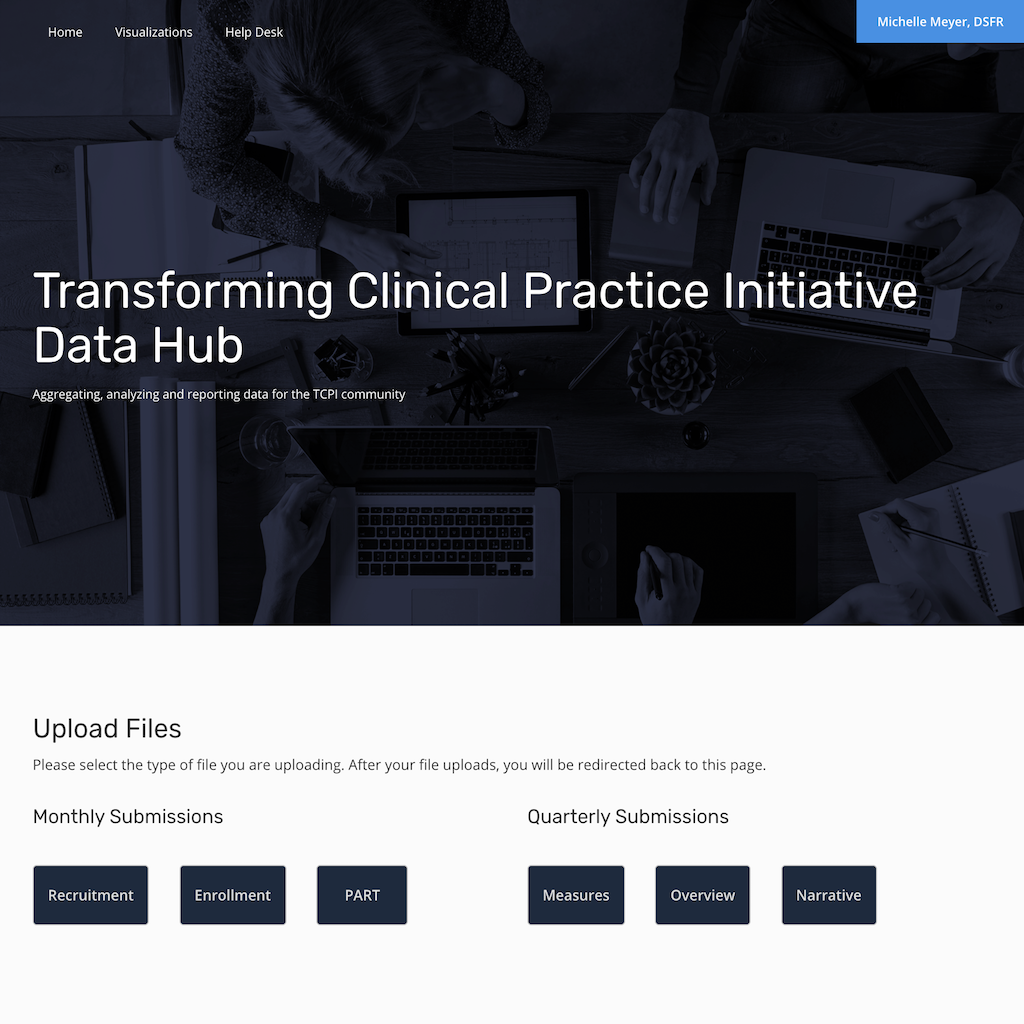 Home Visualizations Help Desk Michelle Meyer, DSFR
Transforming Clinical Practice Initiative
Data Hub
Aggregating, analyzing and reporting data for the TCPI community
Upload Files
Please select the type of file you are uploading. After your file uploads, you will be redirected back to this page.
Monthly Submissions
Recruitment Enrollment PART
Quarterly Submissions
Measures Overview Narrative